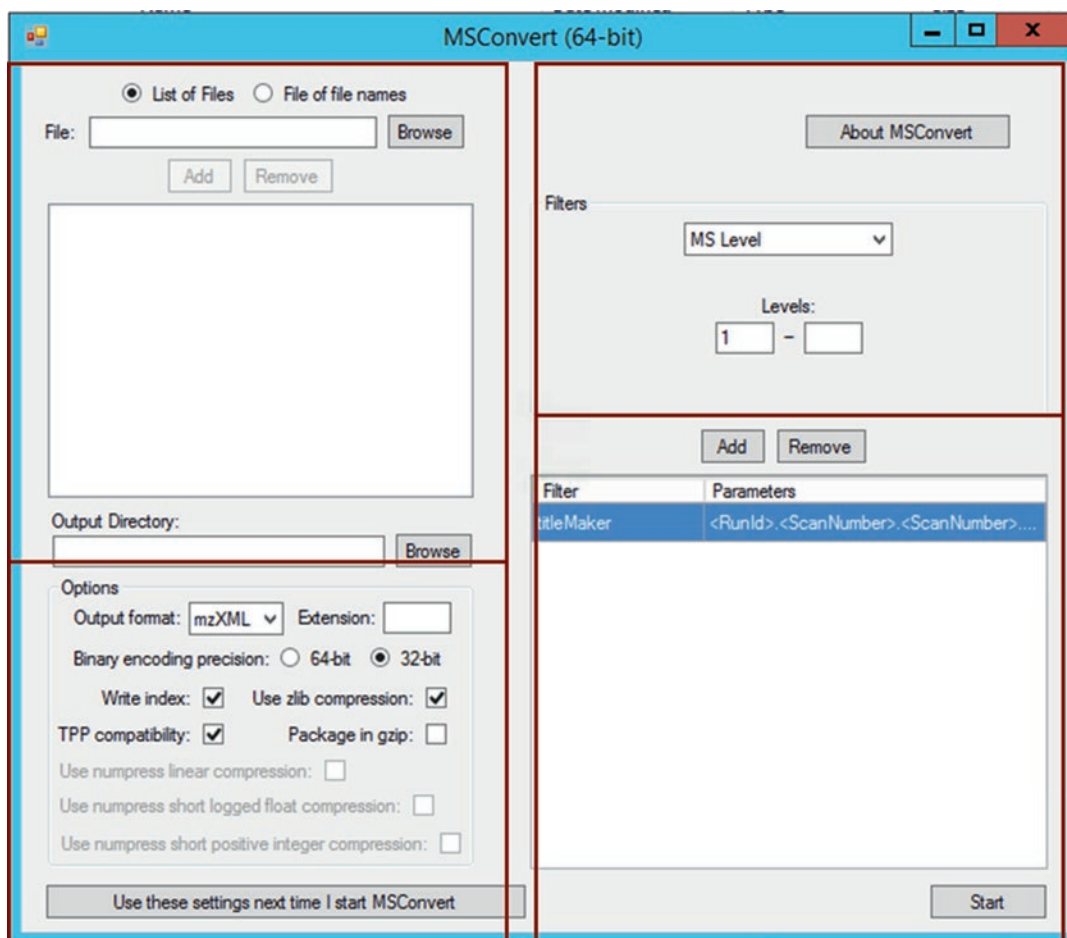 MSConvert (64-bit)
List of Files File of file names
File: Browse
Add Remove
Output Directory:
Browse
Options
Output format: mzXML Extension:
Binary encoding precision: 64-bit 32-bit
Write index: Use zlib compression:
TPP compatibility: Package in gzip:
Use numpress linear compression:
Use numpress short logged float compression:
Use numpress short positive integer compression:
Use these settings next time I start MSConvert
About MSConvert
Filters
MS Level
Levels:
1 -
Add Remove
Filter Parameters
titleMaker <RunId>.<ScanNumber>.<ScanNumber>....
Start